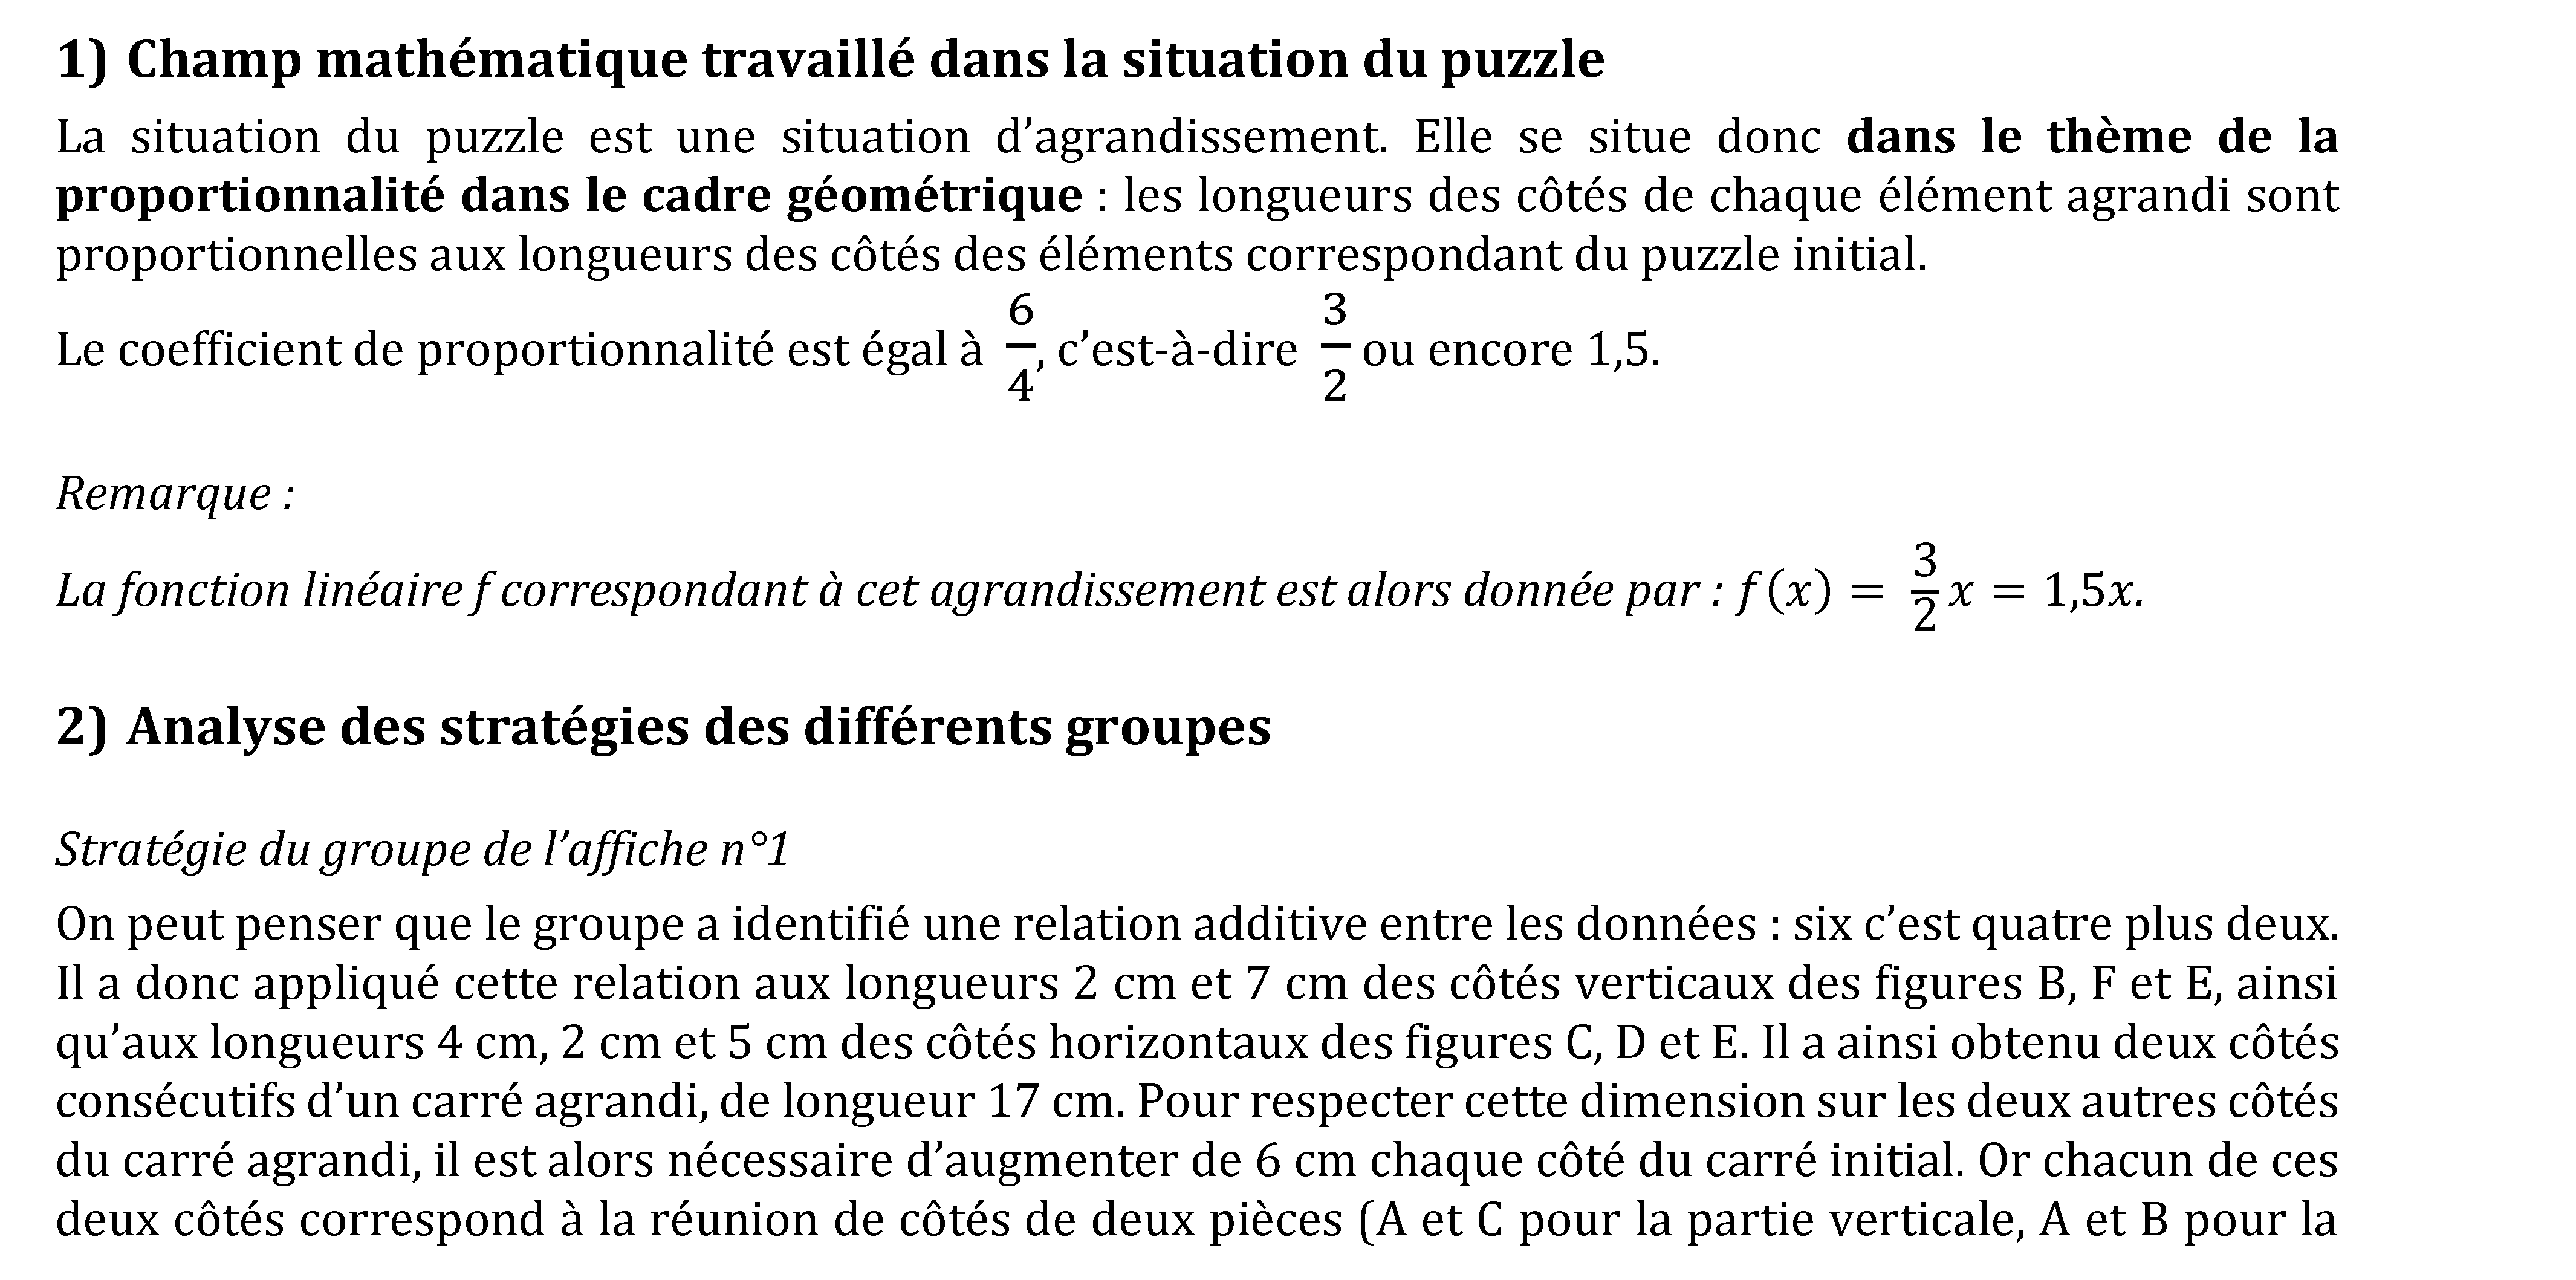 1) Champ mathématique travaillé dans la situation du puzzle
La situation du puzzle est une situation d’agrandissement. Elle se situe donc dans le thème de la
proportionnalité dans le cadre géométrique : les longueurs des côtés de chaque élément agrandi sont
proportionnelles aux longueurs des côtés des éléments correspondant du puzzle initial.
Le coefficient de proportionnalité est égal à 6/4, c’est-à-dire 3/2 ou encore 1,5.
Remarque :
La fonction linéaire f correspondant à cet agrandissement est alors donnée par : f(x) = 3/2 x = 1,5x.
2) Analyse des stratégies des différents groupes
Stratégie du groupe de l’affiche n°1
On peut penser que le groupe a identifié une relation additive entre les données : six c’est quatre plus deux.
Il a donc appliqué cette relation aux longueurs 2 cm et 7 cm des côtés verticaux des figures B, F et E, ainsi
qu’aux longueurs 4 cm, 2 cm et 5 cm des côtés horizontaux des figures C, D et E. Il a ainsi obtenu deux côtés
consécutifs d’un carré agrandi, de longueur 17 cm. Pour respecter cette dimension sur les deux autres côtés
du carré agrandi, il est alors nécessaire d’augmenter de 6 cm chaque côté du carré initial. Or chacun de ces
deux côtés correspond à la réunion de côtés de deux pièces (A et C pour la partie verticale, A et B pour la